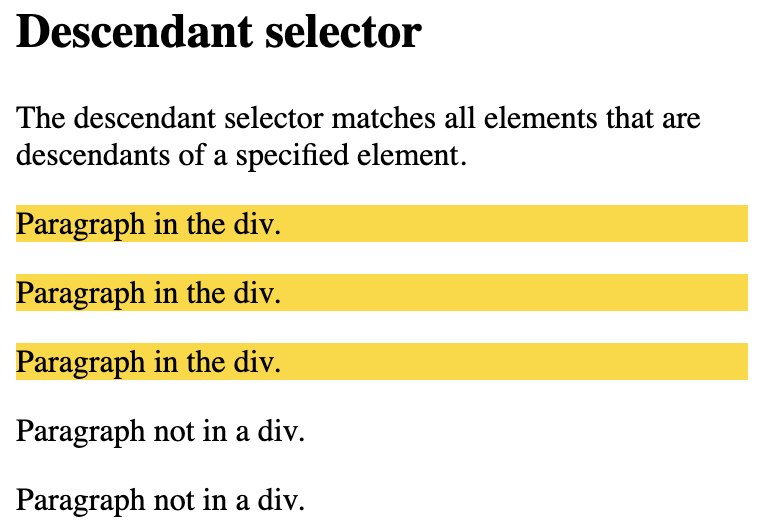 Descendant selector
The descendant selector matches all elements that are
descendants of a specified element.
Paragraph in the div.
Paragraph in the div.
Paragraph in the div.
Paragraph not in a div.
Paragraph not in a div.